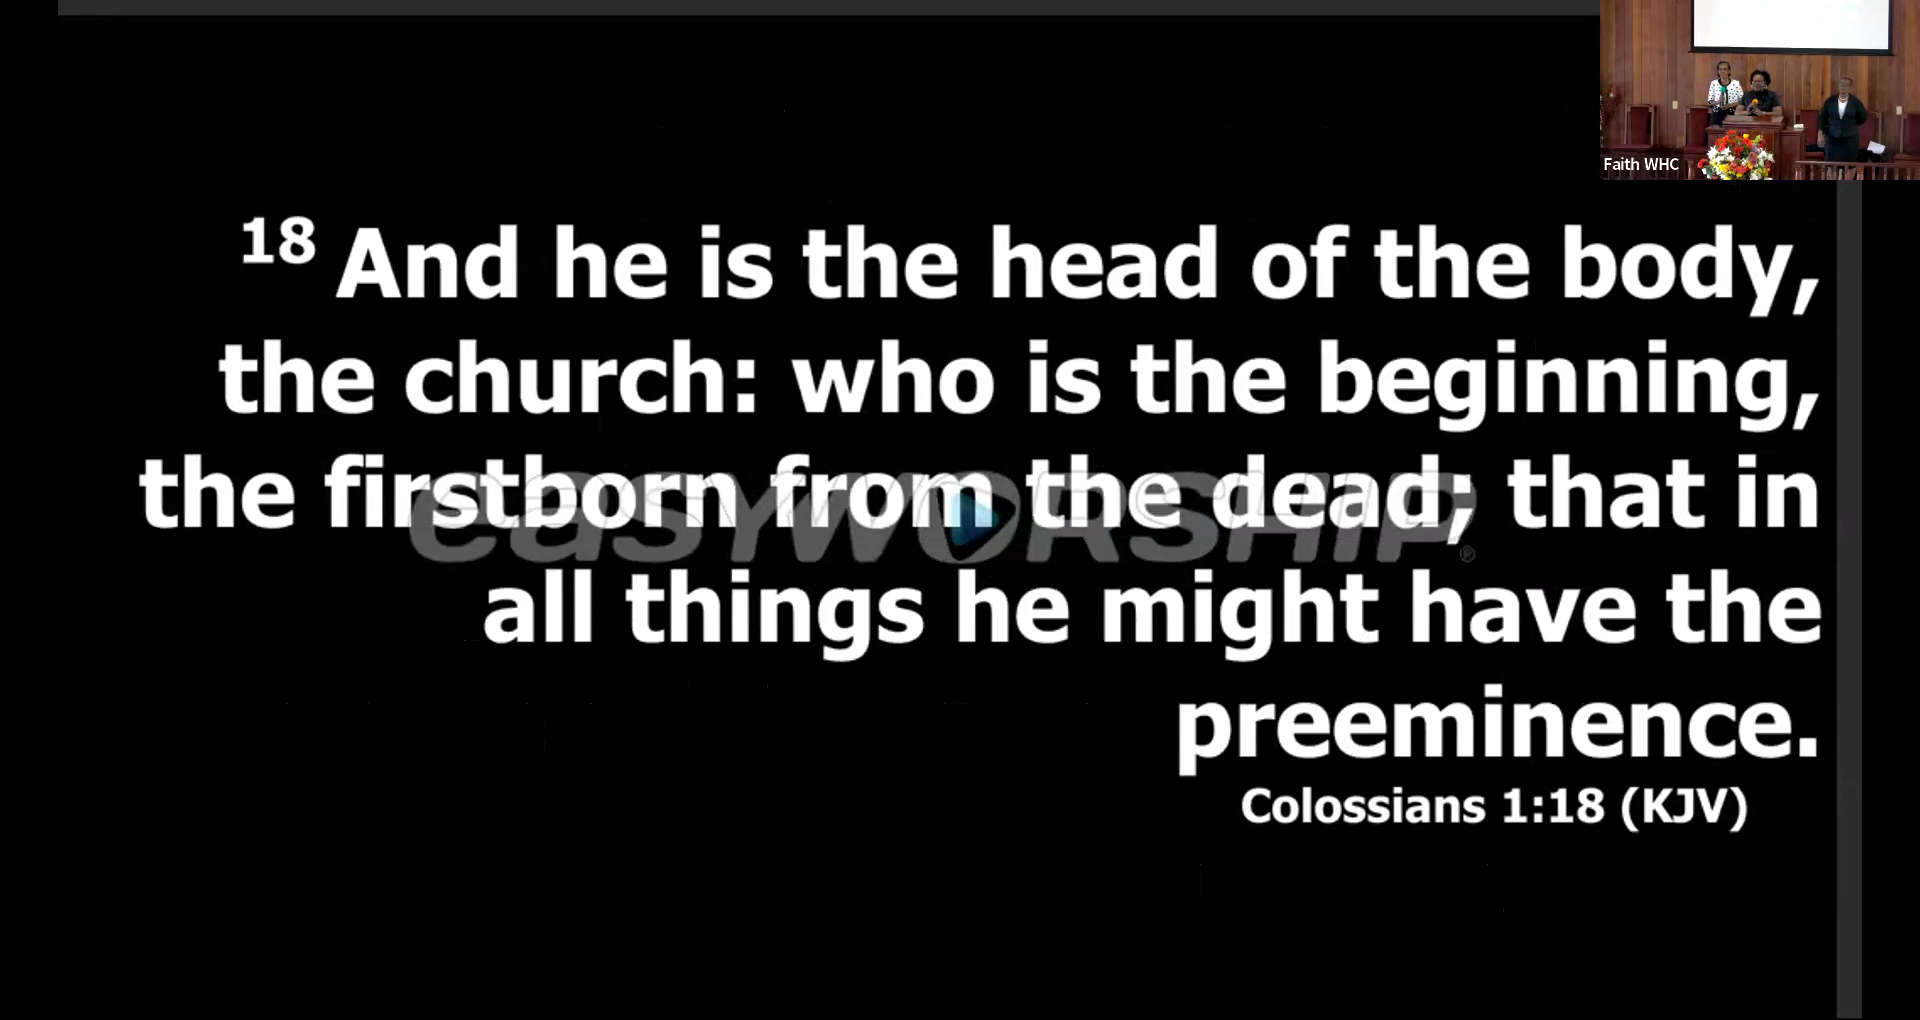 Faith WHC
18 And he is the head of the body,
the church: who is the beginning,
the firstborn from the dead; that in
all things he might have the
preeminence.
Colossians 1:18 (KJV)
easyWORSHIP®